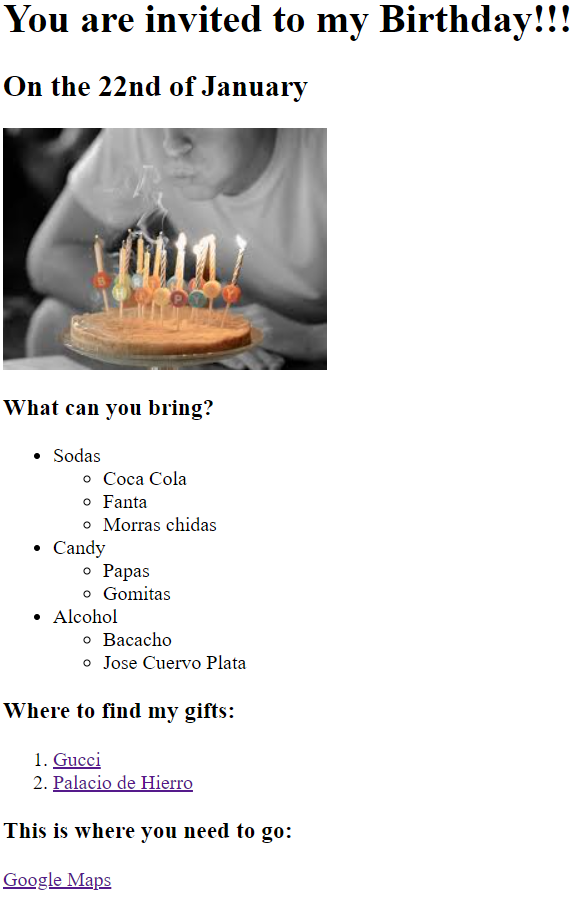 You are invited to my Birthday!!!
On the 22nd of January
What can you bring?
Sodas
Coca Cola
Fanta
Morras chidas
Candy
Papas
Gomitas
Alcohol
Bacacho
Jose Cuervo Plata
Where to find my gifts:
1. Gucci
2. Palacio de Hierro
This is where you need to go:
Google Maps